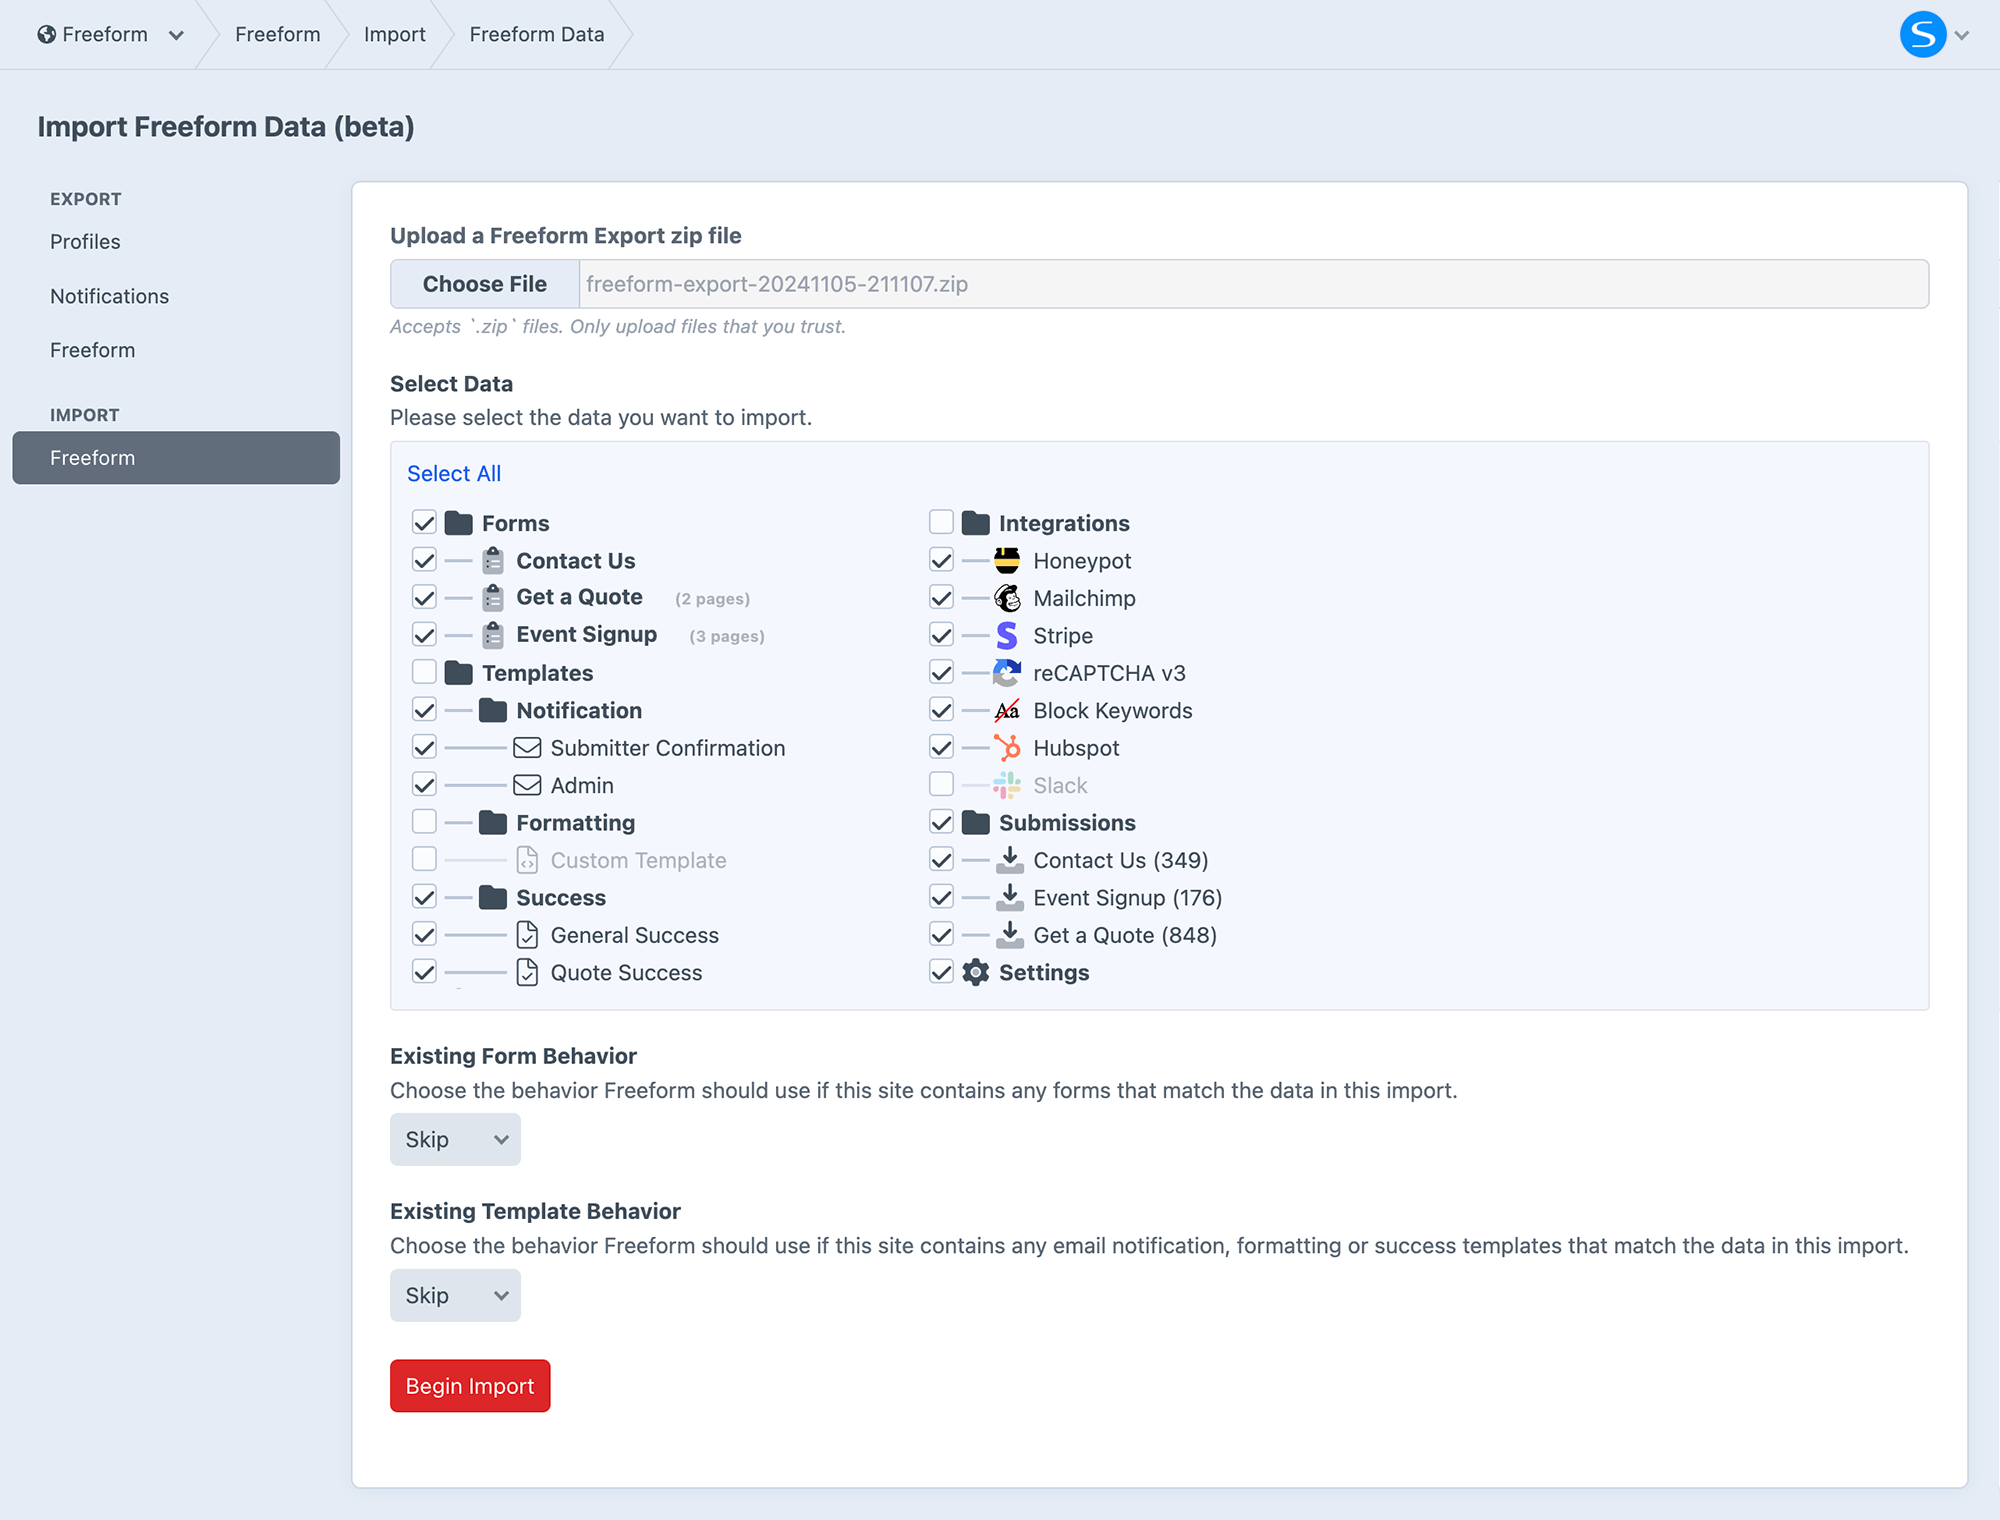 Freeform
Freeform
Import
Freeform Data
S
Import Freeform Data (beta)
EXPORT
Profiles
Notifications
Freeform
IMPORT
Freeform
Upload a Freeform Export zip file
Choose File
freeform-export-20241105-211107.zip
Accepts `.zip` files. Only upload files that you trust.
Select Data
Please select the data you want to import.
Select All
Forms
Contact Us
Get a Quote (2 pages)
Event Signup (3 pages)
Templates
Notification
Submitter Confirmation
Admin
Formatting
Custom Template
Success
General Success
Quote Success
Integrations
Honeypot
Mailchimp
Stripe
reCAPTCHA v3
Aa Block Keywords
Hubspot
Slack
Submissions
Contact Us (349)
Event Signup (176)
Get a Quote (848)
Settings
Existing Form Behavior
Choose the behavior Freeform should use if this site contains any forms that match the data in this import.
Skip
Existing Template Behavior
Choose the behavior Freeform should use if this site contains any email notification, formatting or success templates that match the data in this import.
Skip
Begin Import